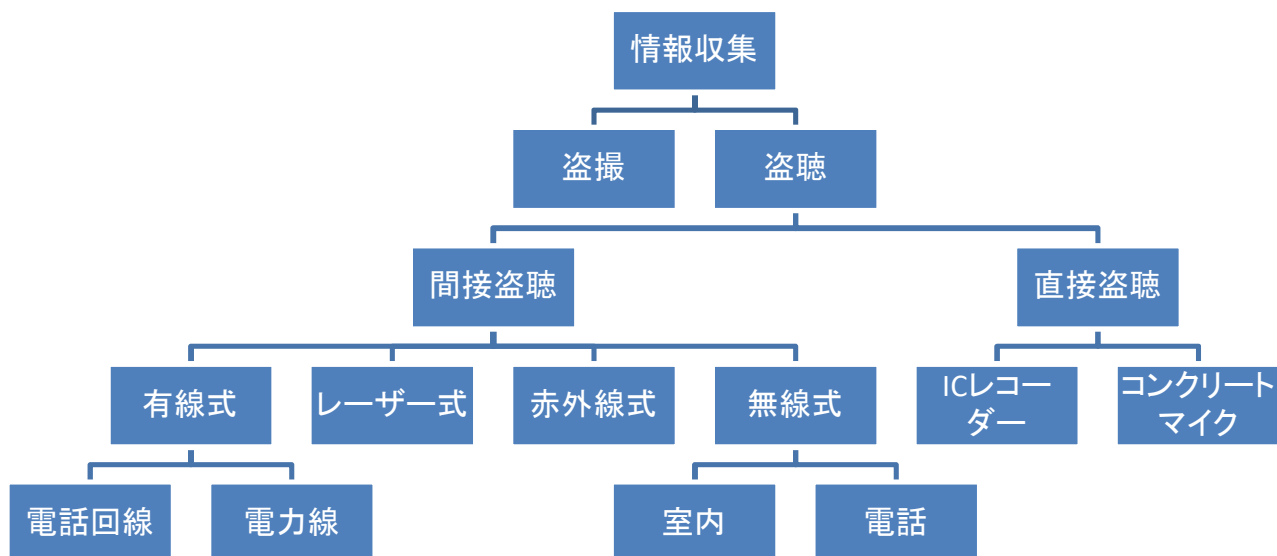 情報収集
盗撮
盗聴
間接盗聴
直接盗聴
有線式
レーザー式
赤外線式
無線式
ICレコー
ダー
コンクリート
マイク
電話回線
電力線
室内
電話